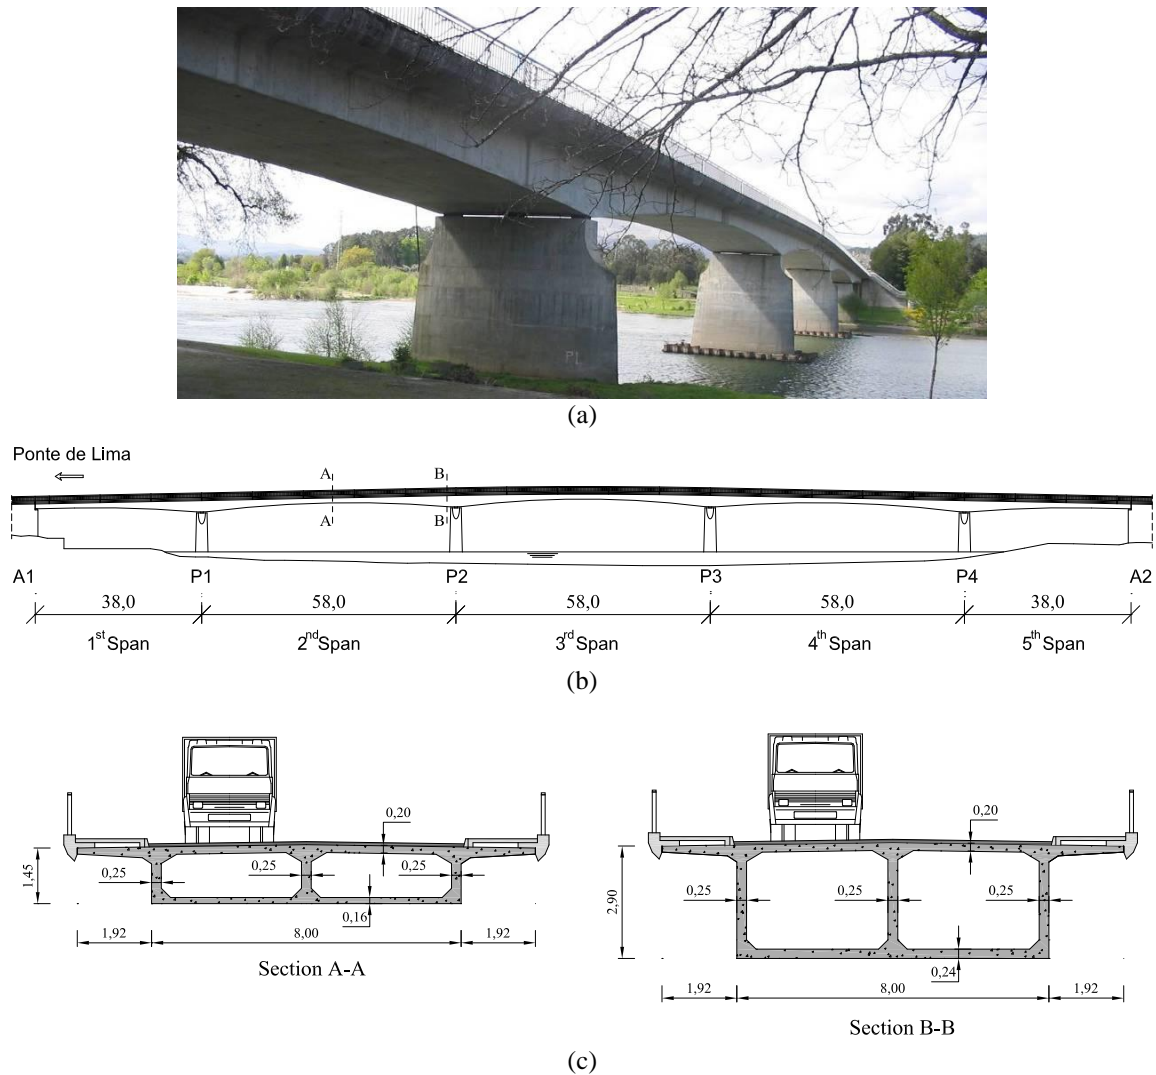 P1
(a)
Ponte de Lima
A B
A B
A1 P1 P2 P3 P4 A2
38,0 58,0 58,0 58,0 38,0
1st Span 2nd Span 3rd Span 4th Span 5th Span
(b)
0,20 0,20
0,25 0,25 0,25 0,25 0,25 0,25
1,45 2,90
0,16 0,24
1,92 8,00 1,92 1,92 8,00 1,92
Section A-A Section B-B
(c)